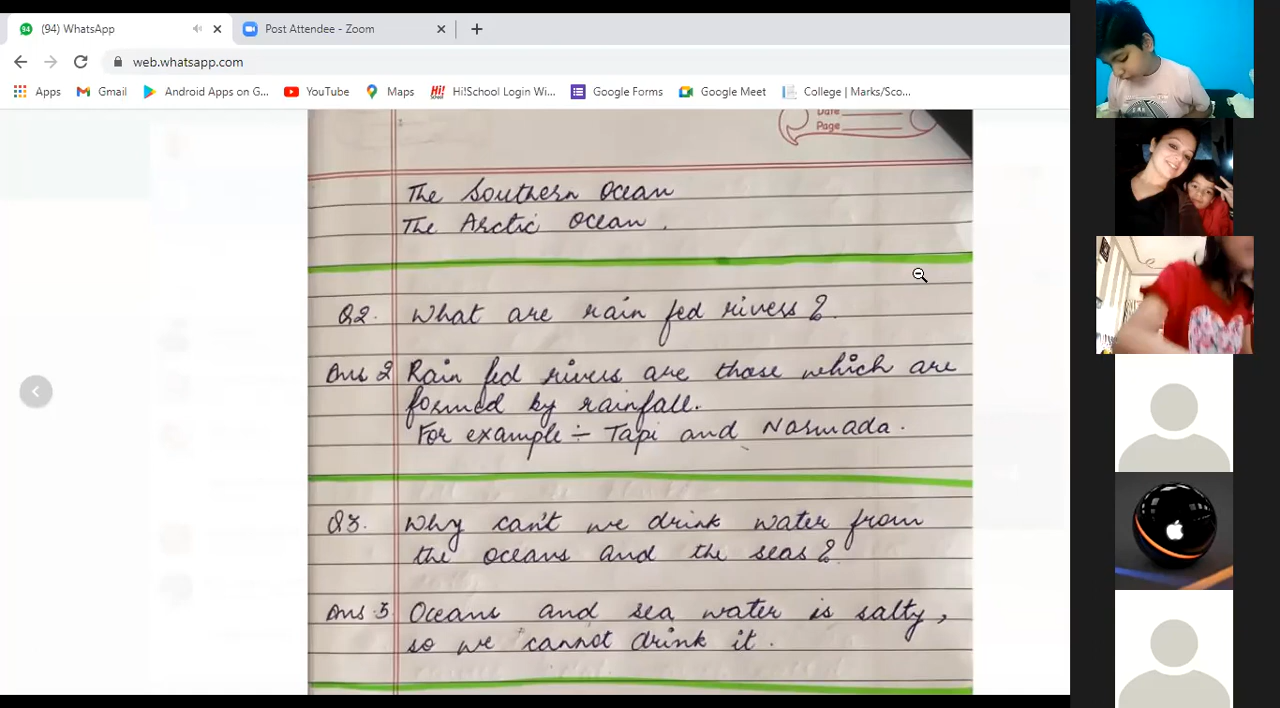 (94) WhatsApp
Post Attendee - Zoom
web.whatsapp.com
Apps
Gmail
Android Apps on G...
YouTube
Maps
Hi!School Login Wi...
Google Forms
Google Meet
College | Marks/Sco...
Date
Page
The Southern Ocean
The Arctic Ocean.
Q2. What are rain fed rivers?
Ans 2 Rain fed rivers are those which are
formed by rainfall.
For example ÷ Tapi and Narmada.
Q3. Why can't we drink water from
the oceans and the seas?
Ans 3 Oceans and sea water is salty,
so we cannot drink it.